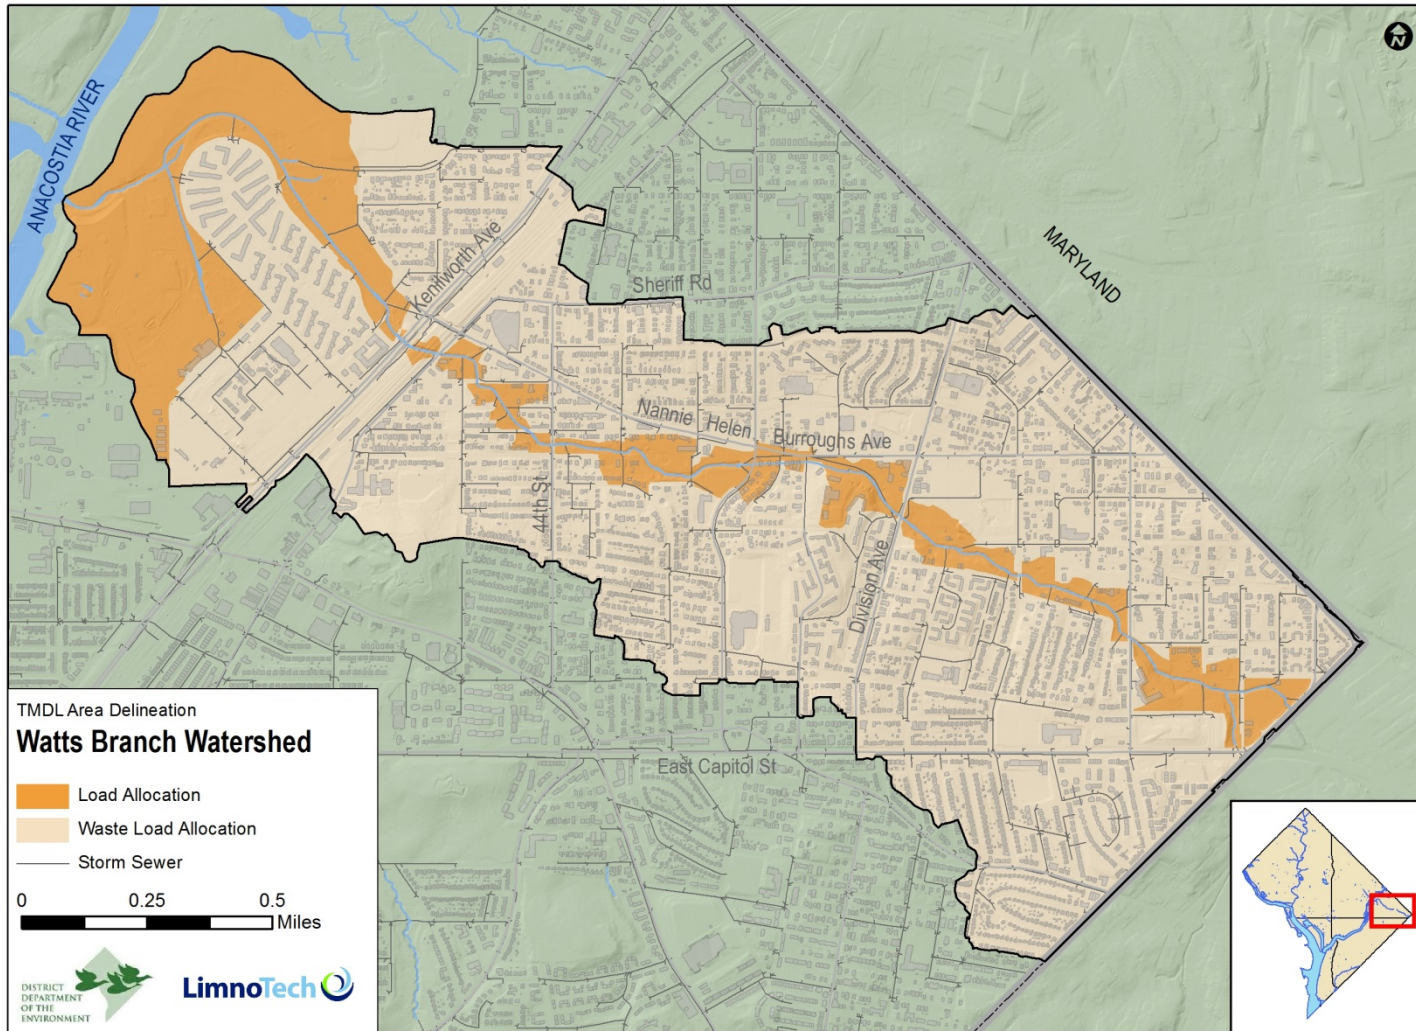 N
ANACOSTIA RIVER
MARYLAND
Kenilworth Ave
Sheriff Rd
Nannie Helen Burroughs Ave
44th St
Division Ave
East Capitol St
TMDL Area Delineation
Watts Branch Watershed
Load Allocation
Waste Load Allocation
Storm Sewer
0 0.25 0.5
Miles
DISTRICT
DEPARTMENT
OF THE
ENVIRONMENT
LimnoTech